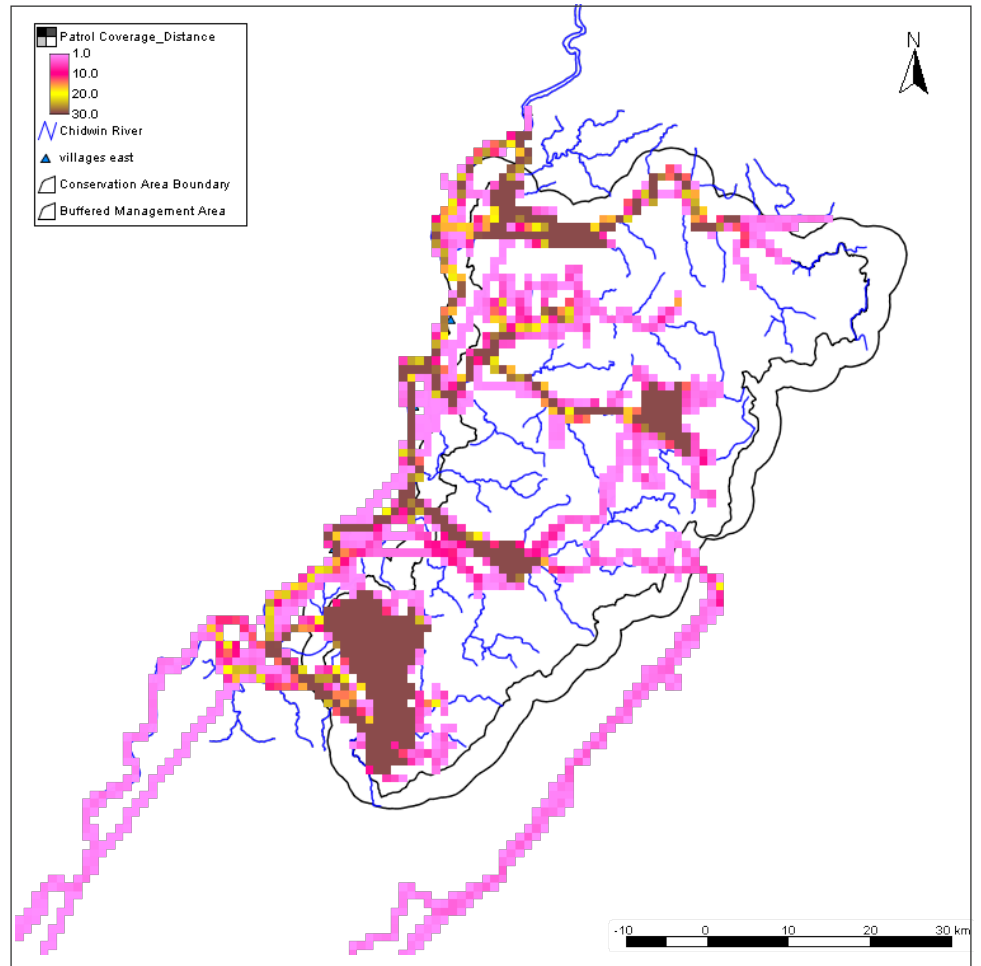 Patrol Coverage_Distance
1.0
10.0
20.0
30.0
Chidwin River
villages east
Conservation Area Boundary
Buffered Management Area
N
-10 0 10 20 30 km